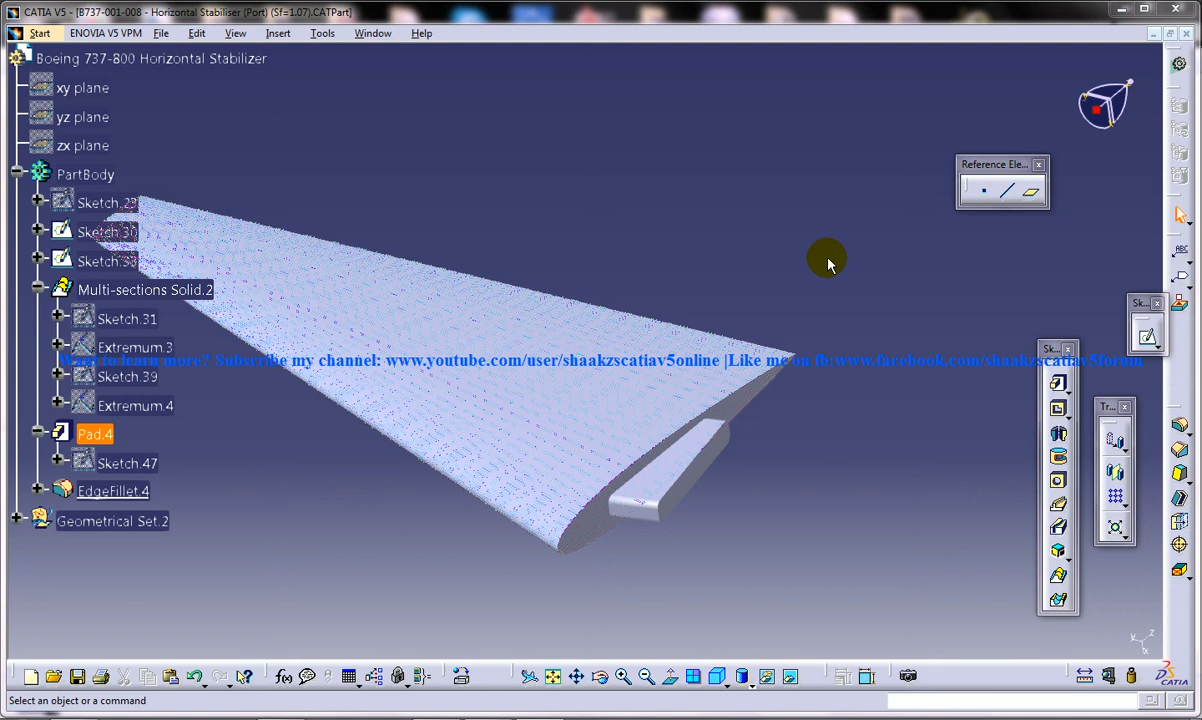 CATIA V5 - [B737-001-008 - Horizontal Stabiliser (Port) (Sf=1.07).CATPart]
Start ENOVIA V5 VPM File Edit View Insert Tools Window Help
Boeing 737-800 Horizontal Stabilizer
xy plane
yz plane
zx plane
Reference Ele...
PartBody
Sketch.29
Sketch.30
Multi-sections Solid.2
Sk...
Sketch.31
Extremum.3
Sk...
Want to learn more? Subscribe my channel: www.youtube.com/user/shaakzscatiav5online |Like me on fb:www.facebook.com/shaakzscatiav5forum
Sketch.39
Extremum.4
Tr...
Pad.4
Sketch.47
EdgeFillet.4
Geometrical Set.2
Select an object or a command
CATIA